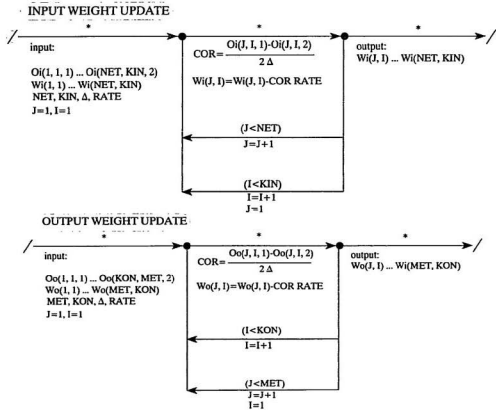 INPUT WEIGHT UPDATE
* * *
input:
Oi(1, 1, 1) ... Oi(NET, KIN, 2)
Wi(1, 1) ... Wi(NET, KIN)
NET, KIN, Δ, RATE
J=1, I=1
COR= Oi(J, I, 1)-Oi(J, I, 2)
2 Δ
Wi(J, I)=Wi(J, I)-COR RATE
output:
Wi(J, I) ... Wi(NET, KIN)
(J<NET)
J=J+1
(I<KIN)
I=I+1
J=1
OUTPUT WEIGHT UPDATE
* * *
input:
Oo(1, 1, 1) ... Oo(KON, MET, 2)
Wo(1, 1) ... Wo(MET, KON)
MET, KON, Δ, RATE
J=1, I=1
COR= Oo(J, I, 1)-Oo(J, I, 2)
2 Δ
Wo(J, I)=Wo(J, I)-COR RATE
output:
Wo(J, I) ... Wi(MET, KON)
(I<KON)
I=I+1
(J<MET)
J=J+1
I=1